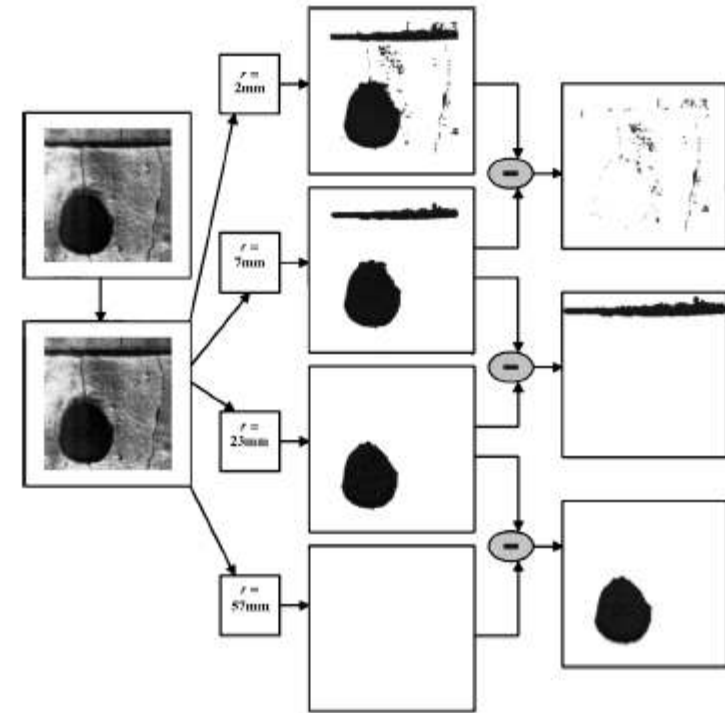 r =
2mm
r =
7mm
r =
23mm
r =
57mm